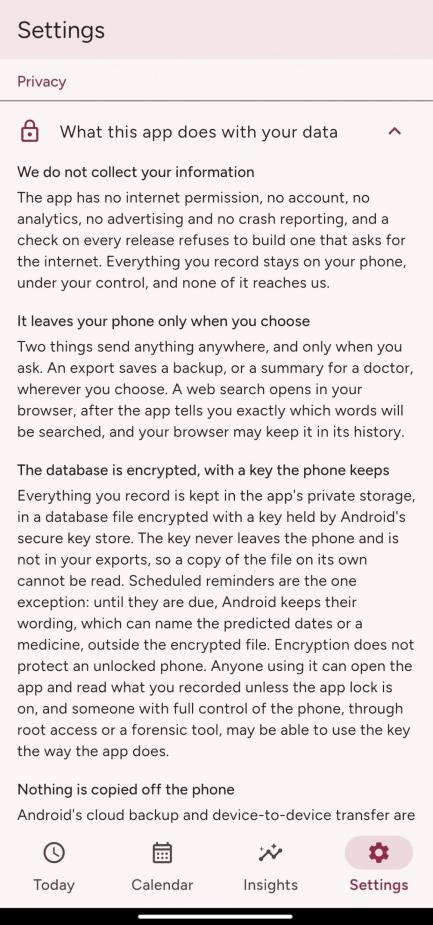 Settings
Privacy
What this app does with your data
We do not collect your information
The app has no internet permission, no account, no
analytics, no advertising and no crash reporting, and a
check on every release refuses to build one that asks for
the internet. Everything you record stays on your phone,
under your control, and none of it reaches us.
It leaves your phone only when you choose
Two things send anything anywhere, and only when you
ask. An export saves a backup, or a summary for a doctor,
wherever you choose. A web search opens in your
browser, after the app tells you exactly which words will
be searched, and your browser may keep it in its history.
The database is encrypted, with a key the phone keeps
Everything you record is kept in the app's private storage,
in a database file encrypted with a key held by Android's
secure key store. The key never leaves the phone and is
not in your exports, so a copy of the file on its own
cannot be read. Scheduled reminders are the one
exception: until they are due, Android keeps their
wording, which can name the predicted dates or a
medicine, outside the encrypted file. Encryption does not
protect an unlocked phone. Anyone using it can open the
app and read what you recorded unless the app lock is
on, and someone with full control of the phone, through
root access or a forensic tool, may be able to use the key
the way the app does.
Nothing is copied off the phone
Android's cloud backup and device-to-device transfer are
Today
Calendar
Insights
Settings